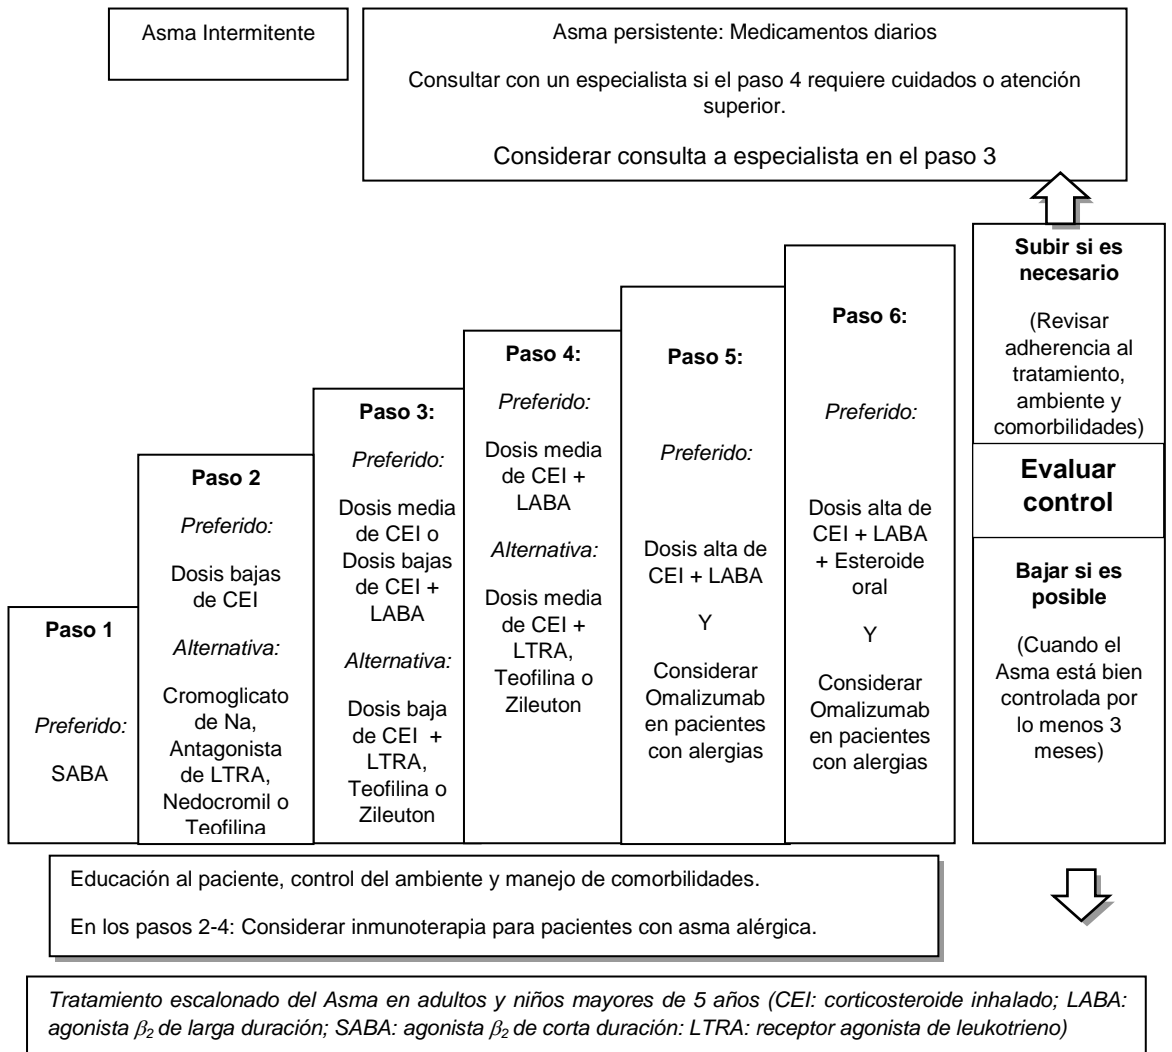 Asma Intermitente
Asma persistente: Medicamentos diarios
Consultar con un especialista si el paso 4 requiere cuidados o atención
superior.
Considerar consulta a especialista en el paso 3
Paso 1
Preferido:
SABA
Paso 2
Preferido:
Dosis bajas
de CEI
Alternativa:
Cromoglicato
de Na,
Antagonista
de LTRA,
Nedocromil o
Teofilina
Paso 3:
Preferido:
Dosis media
de CEI o
Dosis bajas
de CEI +
LABA
Alternativa:
Dosis baja
de CEI +
LTRA,
Teofilina o
Zileuton
Paso 4:
Preferido:
Dosis media
de CEI +
LABA
Alternativa:
Dosis media
de CEI +
LTRA,
Teofilina o
Zileuton
Paso 5:
Preferido:
Dosis alta de
CEI + LABA
Y
Considerar
Omalizumab
en pacientes
con alergias
Paso 6:
Preferido:
Dosis alta de
CEI + LABA
+ Esteroide
oral
Y
Considerar
Omalizumab
en pacientes
con alergias
Subir si es
necesario
(Revisar
adherencia al
tratamiento,
ambiente y
comorbilidades)
Evaluar
control
Bajar si es
posible
(Cuando el
Asma está bien
controlada por
lo menos 3
meses)
Educación al paciente, control del ambiente y manejo de comorbilidades.
En los pasos 2-4: Considerar inmunoterapia para pacientes con asma alérgica.
Tratamiento escalonado del Asma en adultos y niños mayores de 5 años (CEI: corticosteroide inhalado; LABA:
agonista β2 de larga duración; SABA: agonista β2 de corta duración: LTRA: receptor agonista de leukotrieno)